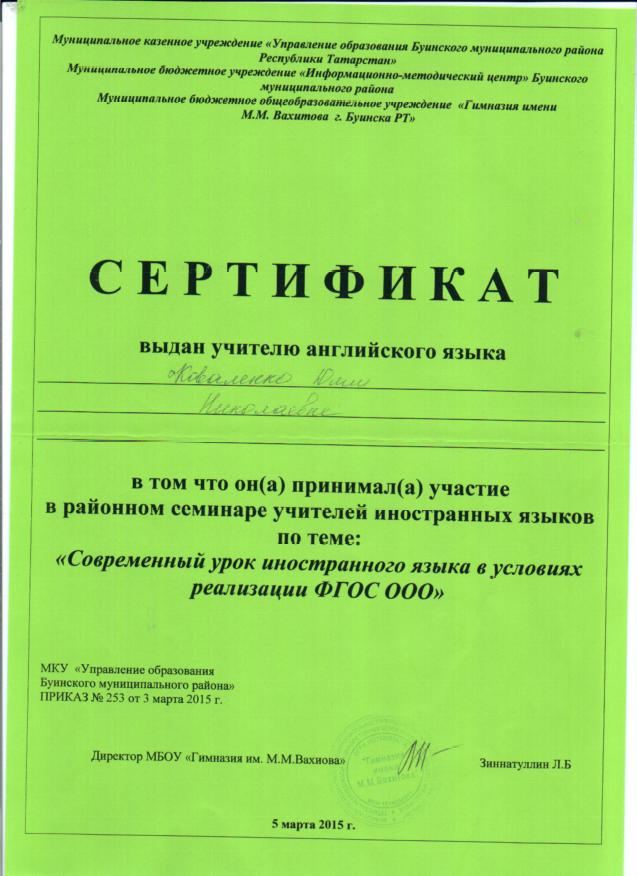 Муниципальное казенное учреждение «Управление образования Буинского муниципального района
Республики Татарстан»
Муниципальное бюджетное учреждение «Информационно-методический центр» Буинского
муниципального района
Муниципальное бюджетное общеобразовательное учреждение «Гимназия имени
М.М. Вахитова г. Буинска РТ»
СЕРТИФИКАТ
выдан учителю английского языка
Коваленко Юлии
Николаевне
в том что он(а) принимал(а) участие
в районном семинаре учителей иностранных языков
по теме:
«Современный урок иностранного языка в условиях
реализации ФГОС ООО»
МКУ «Управление образования
Буинского муниципального района»
ПРИКАЗ № 253 от 3 марта 2015 г.
Директор МБОУ «Гимназия им. М.М.Вахиова»
Зиннатуллин Л.Б
"Гимназия
имени
М.М.Вахитова
5 марта 2015 г.